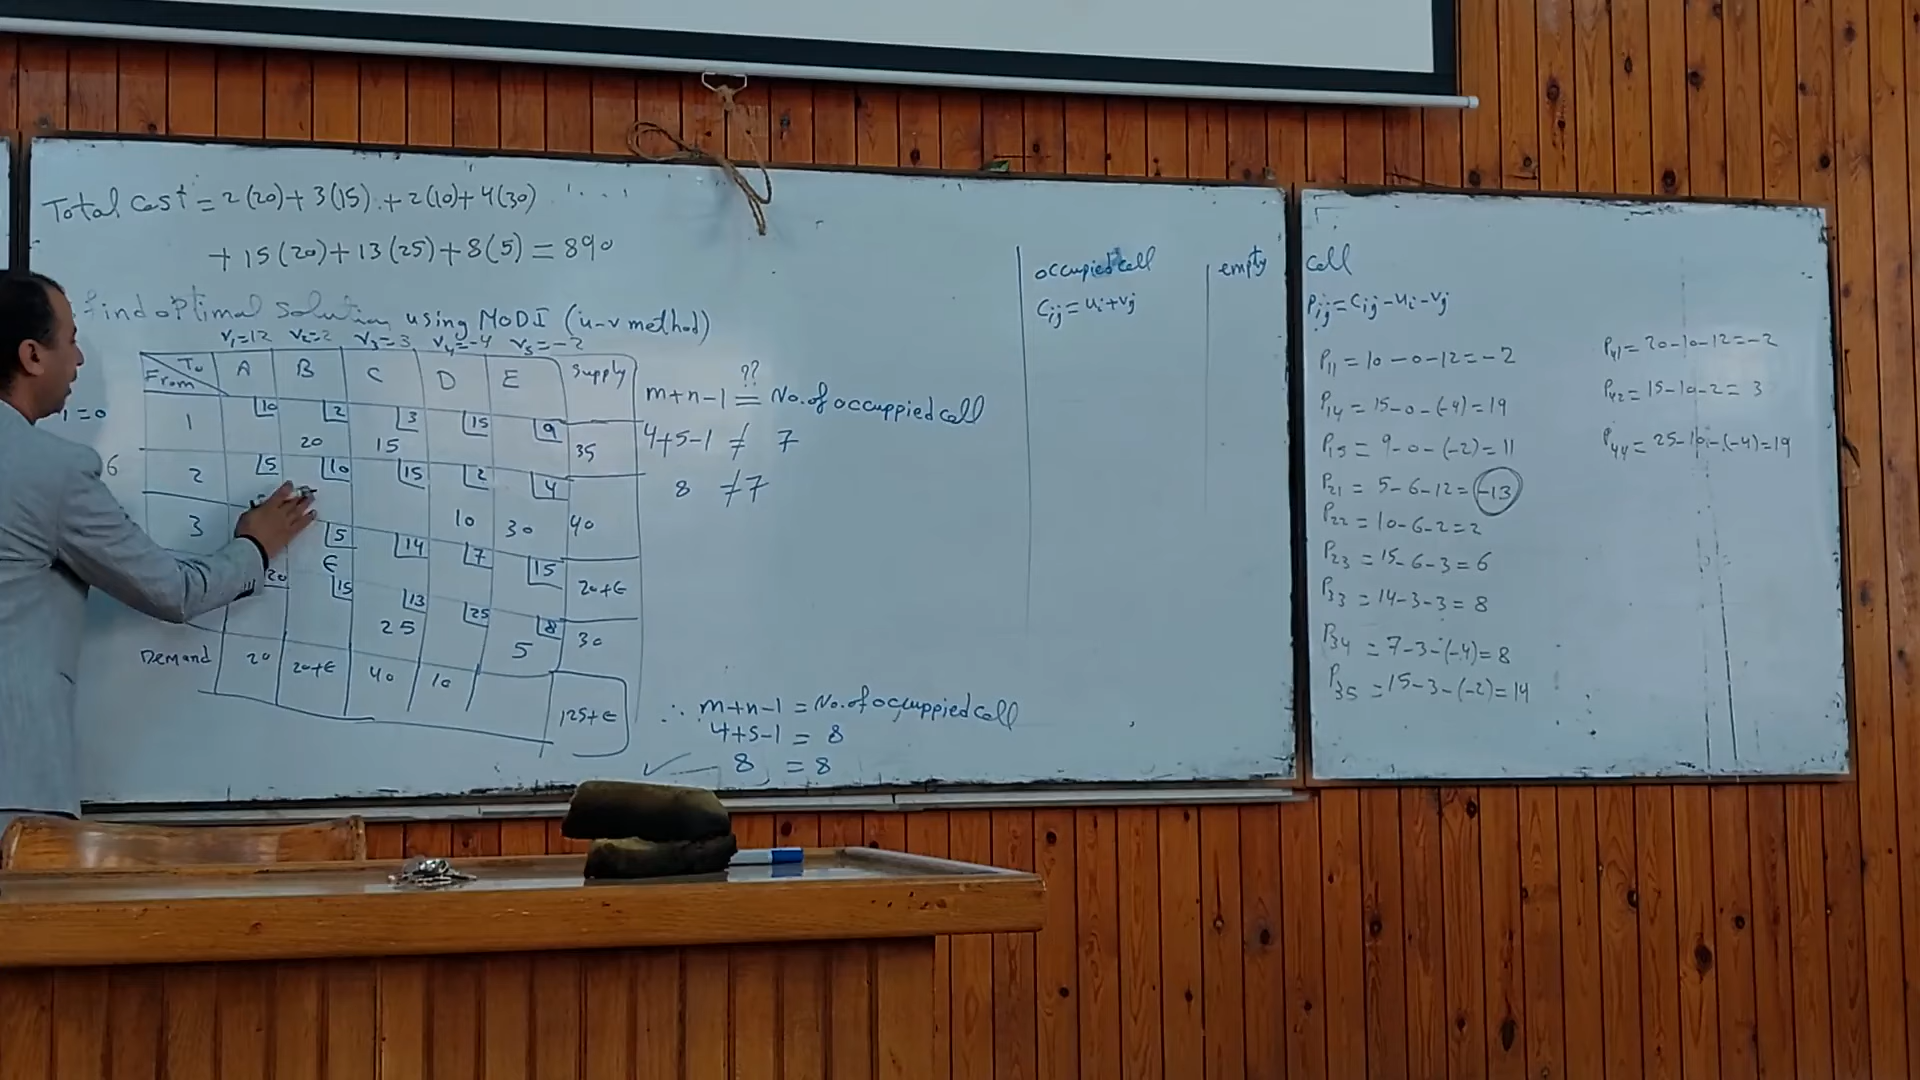 Total cost = 2(20) + 3(15) + 2(10) + 4(30)
+ 15(20) + 13(25) + 8(5) = 890
find optimal solution using MODI (u-v method)
v₁=12 v₂=2 v₃=3 v₄=-4 v₅=-2
To From A B C D E supply
1=0 1 10 2 3 15 9
20 15 35
6 2 5 10 15 2 4
10 30 40
3 5 14 7 15
ϵ 20+ϵ
20 15 13 25 8
25 5 30
Demand 20 20+ϵ 40 10
125+ϵ
??
m+n-1 = No. of occuppied cell
4+5-1 ≠ 7
8 ≠ 7
∴ m+n-1 = No. of occuppied cell
4+5-1 = 8
✓ 8 = 8
occupied cell
Cij = ui+vj
empty cell
Pij = Cij - ui - vj
P11 = 10-0-12 = -2
P14 = 15-0-(-4) = 19
P15 = 9-0-(-2) = 11
P21 = 5-6-12 = -13
P22 = 10-6-2 = 2
P23 = 15-6-3 = 6
P33 = 14-3-3 = 8
P34 = 7-3-(-4) = 8
P35 = 15-3-(-2) = 14
P41 = 20-10-12 = -2
P42 = 15-10-2 = 3
P44 = 25-10-(-4) = 19